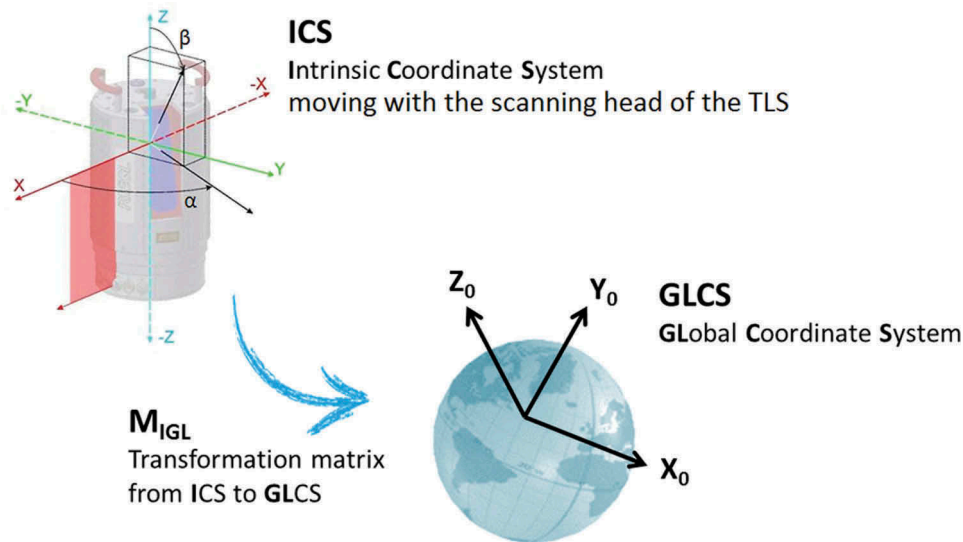 Z
β
ICS
Intrinsic Coordinate System
moving with the scanning head of the TLS
-X
-Y
X
Y
α
-Z
Z₀
Y₀
GLCS
GLobal Coordinate System
X₀
M_IGL
Transformation matrix
from ICS to GLCS